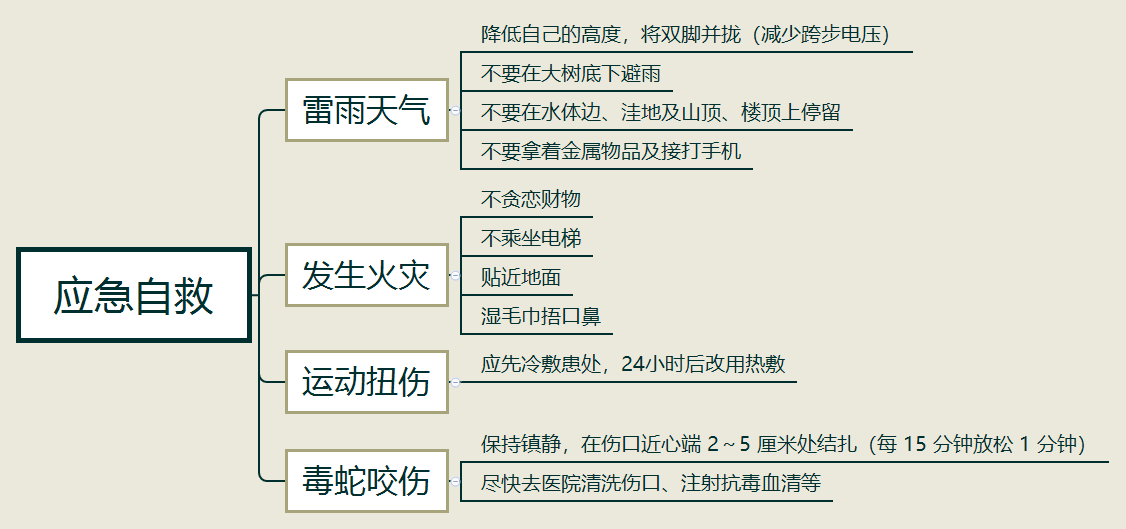 应急自救
雷雨天气
降低自己的高度，将双脚并拢（减少跨步电压）
不要在大树底下避雨
不要在水体边、洼地及山顶、楼顶上停留
不要拿着金属物品及接打手机
发生火灾
不贪恋财物
不乘坐电梯
贴近地面
湿毛巾捂口鼻
运动扭伤
应先冷敷患处，24小时后改用热敷
毒蛇咬伤
保持镇静，在伤口近心端 2～5 厘米处结扎（每 15 分钟放松 1 分钟）
尽快去医院清洗伤口、注射抗毒血清等